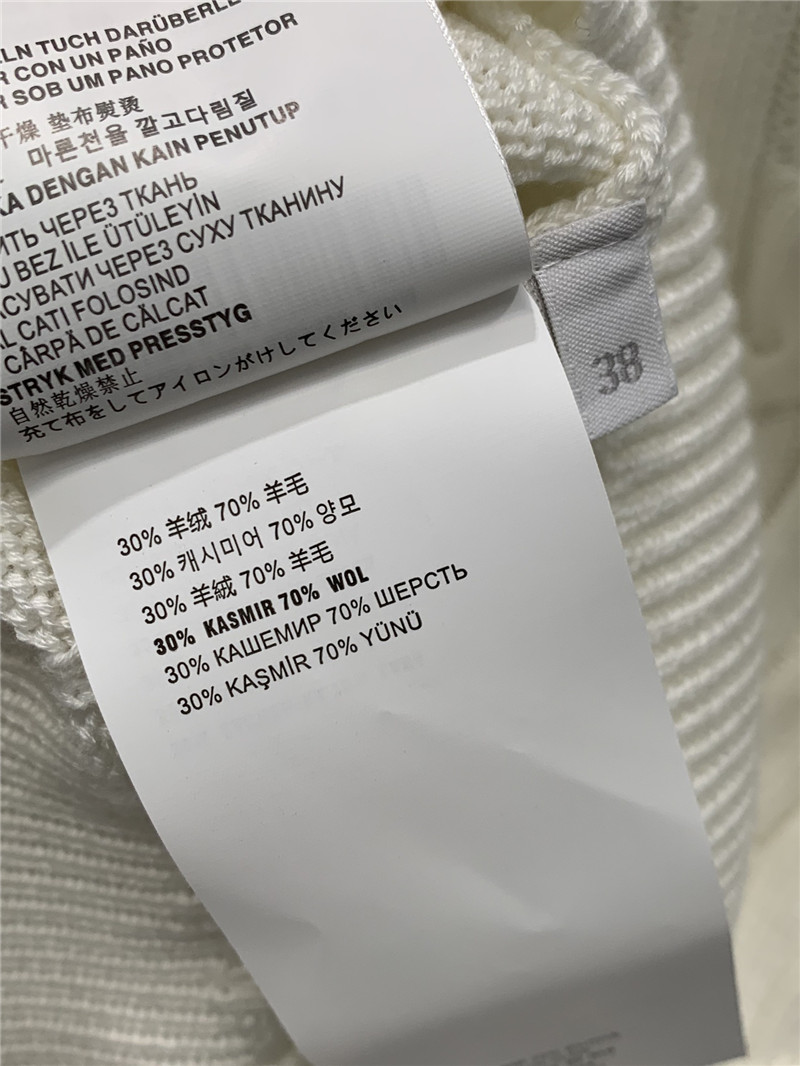 ELN TUCH DARÜBERLE
R CON UN PAÑO
R SOB UM PANO PROTETOR
干燥 垫布熨烫
마른천을 깔고다림질
KA DENGAN KAIN PENUTUP
ИТЬ ЧЕРЕЗ ТКАНЬ
U BEZ İLE ÜTÜLEYİN
АСУВАТИ ЧЕРЕЗ СУХУ ТКАНИНУ
AL CATI FOLOSIND
CÂRPĂ DE CĂLCAT
STRYK MED PRESSTYG
自然乾燥禁止
充て布をしてアイロンがけしてください
38
30% 羊绒 70% 羊毛
30% 캐시미어 70% 양모
30% 羊絨 70% 羊毛
30% KASMIR 70% WOL
30% КАШЕМИР 70% ШЕРСТЬ
30% KAŞMİR 70% YÜNÜ